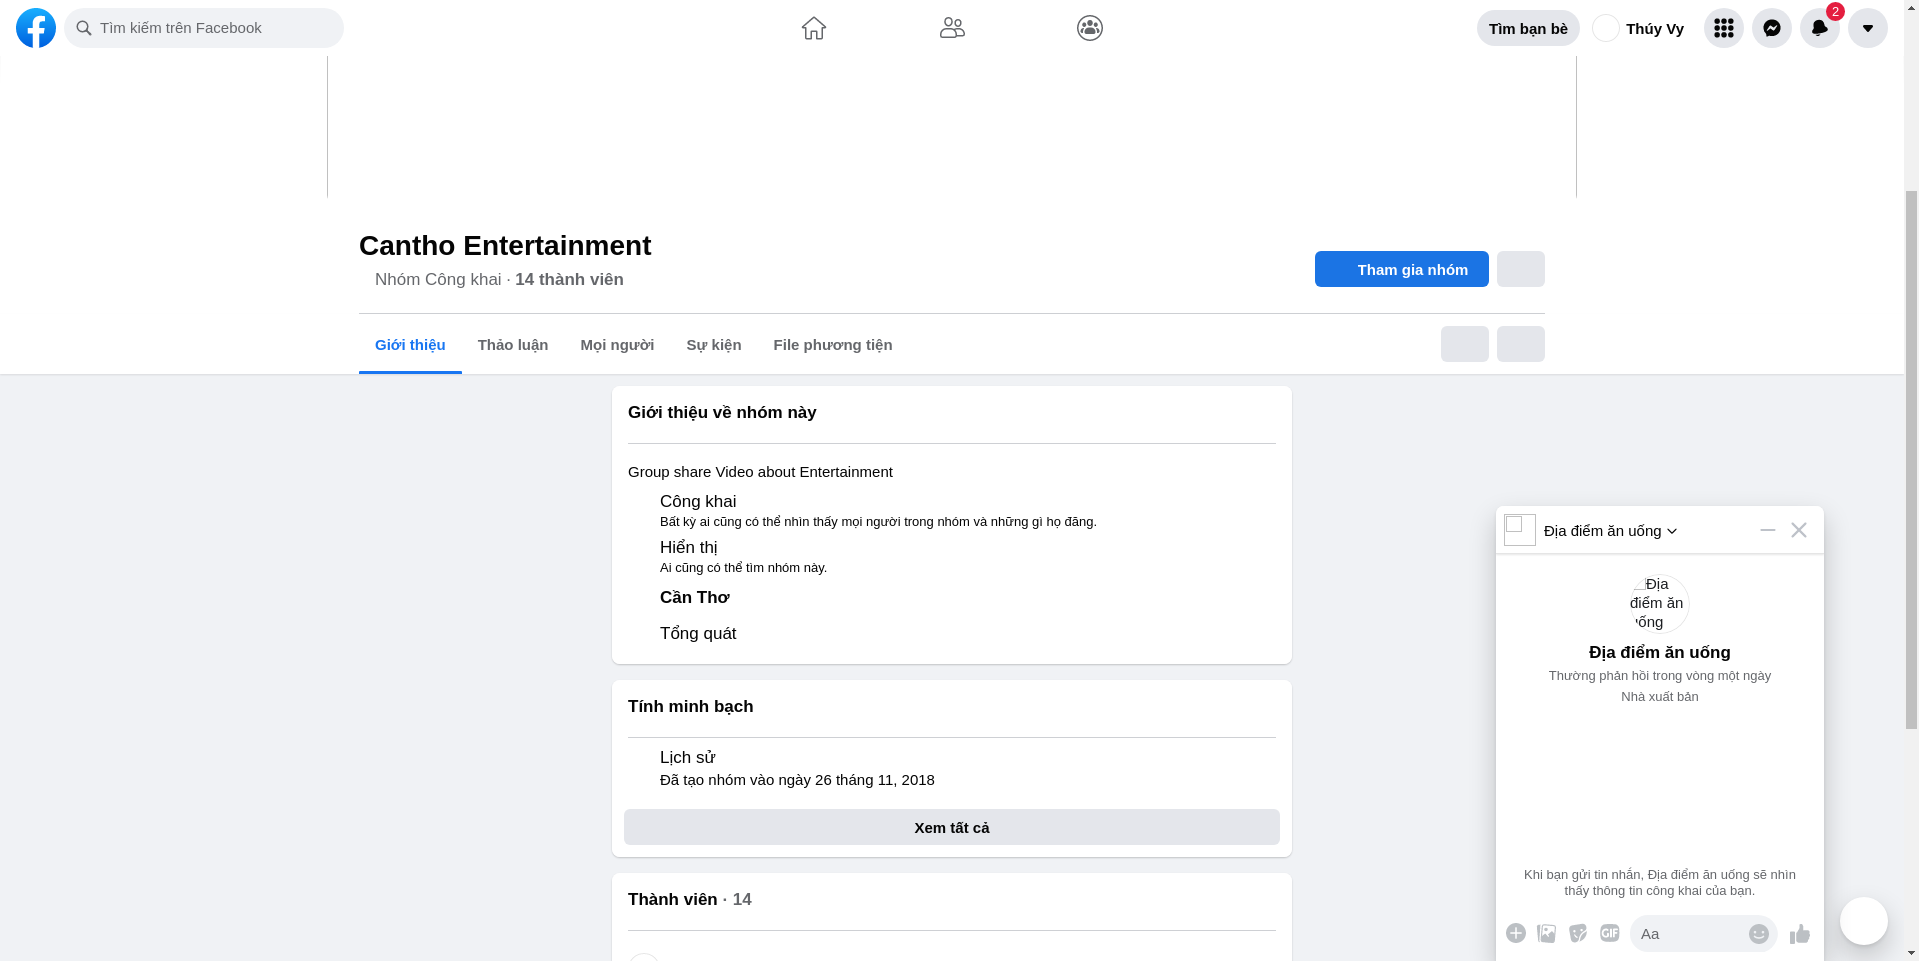 Tìm kiếm trên Facebook
Tìm bạn bè
Thúy Vy
2
Cantho Entertainment
Nhóm Công khai · 14 thành viên
Tham gia nhóm
Giới thiệu
Thảo luận
Mọi người
Sự kiện
File phương tiện
Giới thiệu về nhóm này
Group share Video about Entertainment
Công khai
Bất kỳ ai cũng có thể nhìn thấy mọi người trong nhóm và những gì họ đăng.
Hiển thị
Ai cũng có thể tìm nhóm này.
Cần Thơ
Tổng quát
Tính minh bạch
Lịch sử
Đã tạo nhóm vào ngày 26 tháng 11, 2018
Xem tất cả
Thành viên · 14
Địa điểm ăn uống
Địa
điểm ăn
uống
Địa điểm ăn uống
Thường phản hồi trong vòng một ngày
Nhà xuất bản
Khi bạn gửi tin nhắn, Địa điểm ăn uống sẽ nhìn
thấy thông tin công khai của bạn.
GIF
Aa